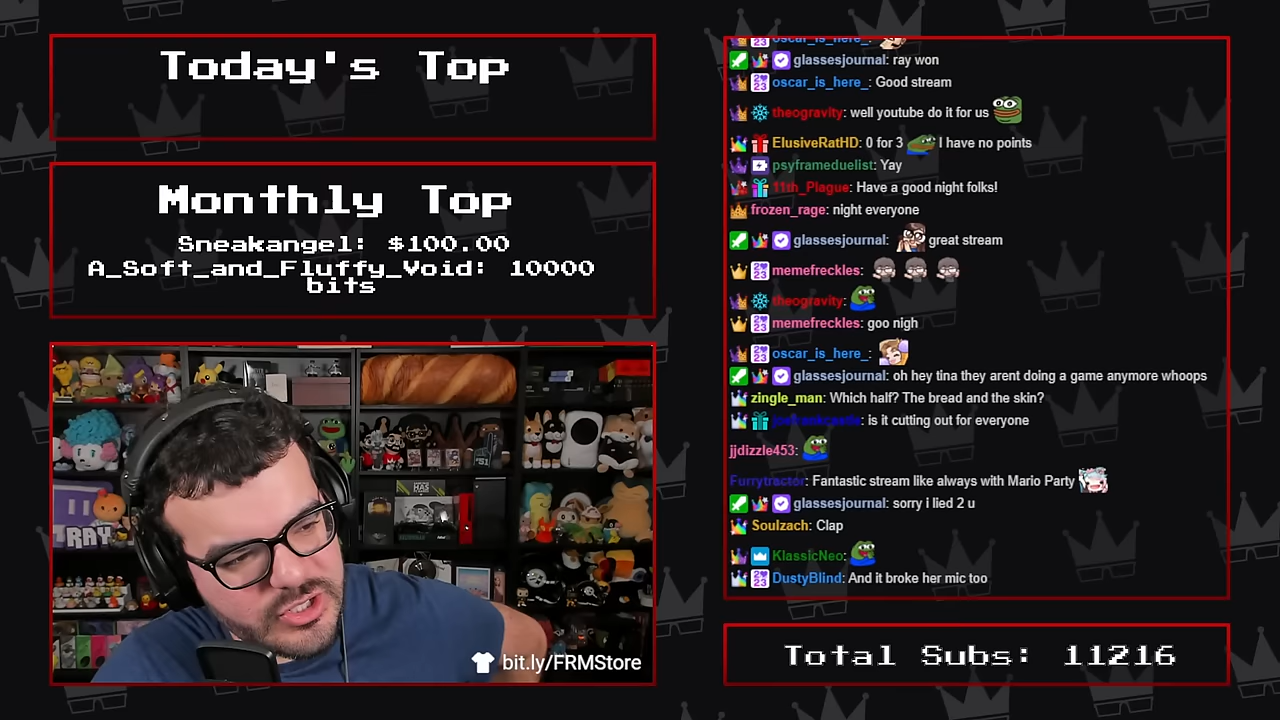 Today's Top
Monthly Top
Sneakangel: $100.00
A_Soft_and_Fluffy_Void: 10000
bits
RAY
bit.ly/FRMStore
oscar_is_here_:
glassesjournal: ray won
oscar_is_here_: Good stream
theogravity: well youtube do it for us
ElusiveRatHD: 0 for 3 I have no points
psyframeduelist: Yay
11th_Plague: Have a good night folks!
frozen_rage: night everyone
glassesjournal: great stream
memefreckles:
theogravity:
memefreckles: goo nigh
oscar_is_here_:
glassesjournal: oh hey tina they arent doing a game anymore whoops
zingle_man: Which half? The bread and the skin?
: is it cutting out for everyone
jjdizzle453:
Furrytractor: Fantastic stream like always with Mario Party
glassesjournal: sorry i lied 2 u
Soulzach: Clap
KlassicNeo:
DustyBlind: And it broke her mic too
Total Subs: 11216